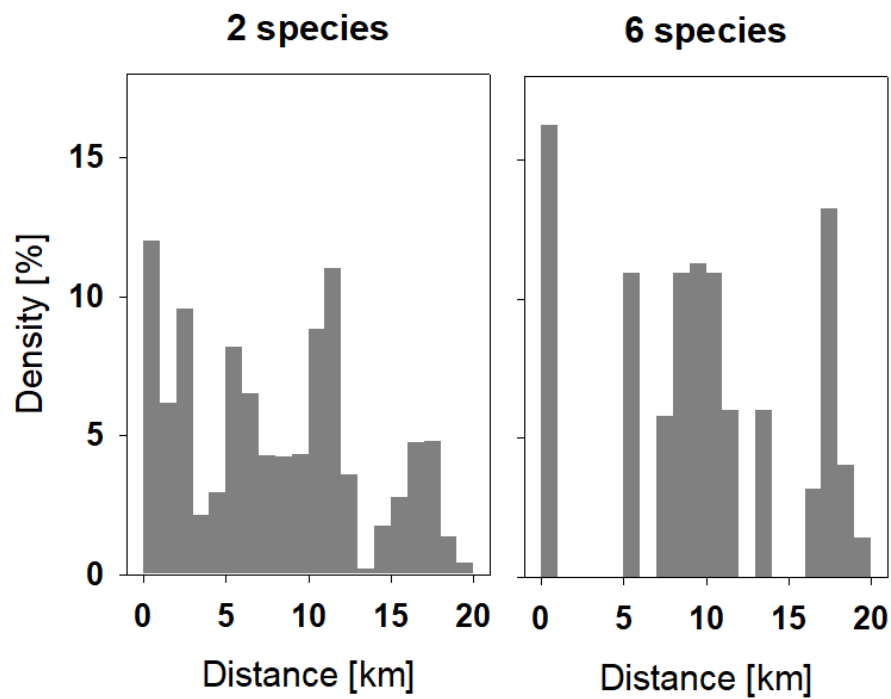 2 species
6 species
Density [%]
15
10
5
0
0 5 10 15 20
0 5 10 15 20
Distance [km]
Distance [km]